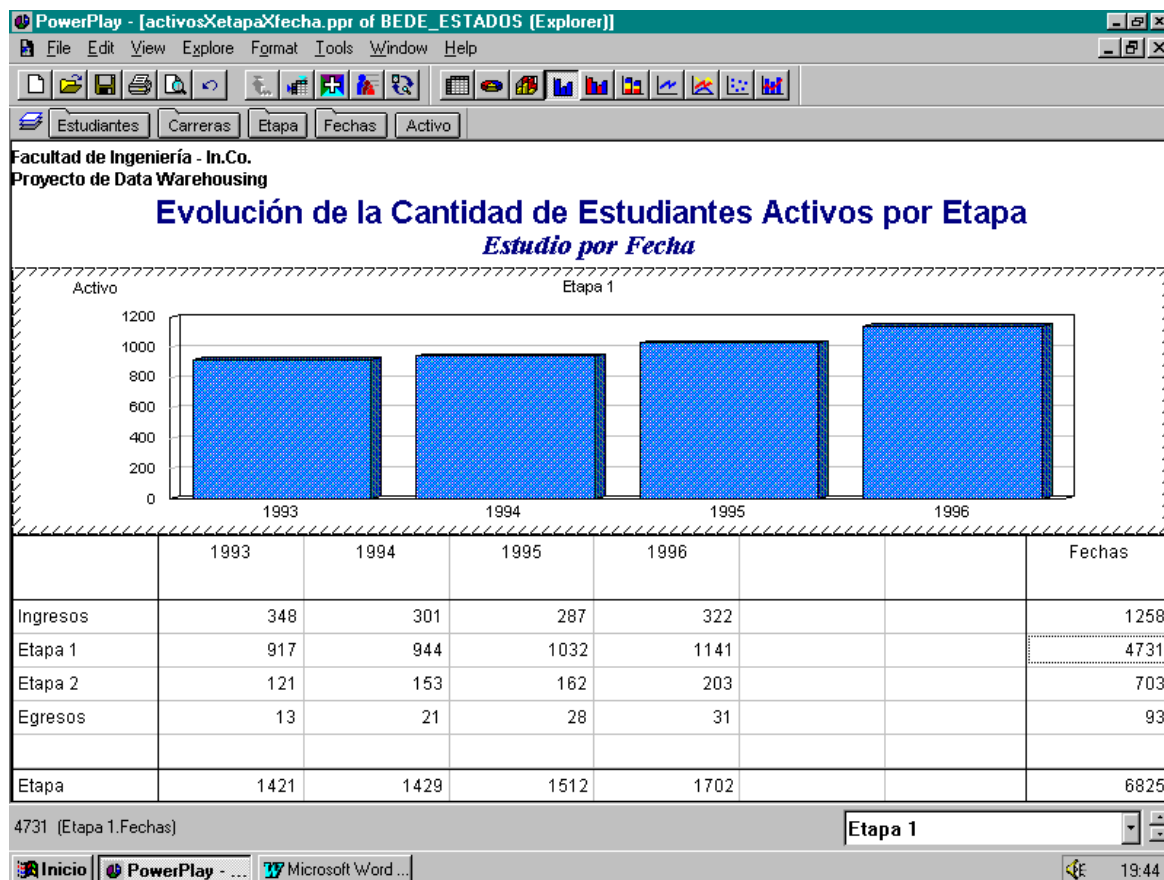 PowerPlay - [activosXetapaXfecha.ppr of BEDE_ESTADOS (Explorer)]
File Edit View Explore Format Tools Window Help
Estudiantes Carreras Etapa Fechas Activo
Facultad de Ingeniería - In.Co.
Proyecto de Data Warehousing
Evolución de la Cantidad de Estudiantes Activos por Etapa
Estudio por Fecha
Activo Etapa 1
1200
1000
800
600
400
200
0
1993 1994 1995 1996
1993 1994 1995 1996 Fechas
Ingresos 348 301 287 322 1258
Etapa 1 917 944 1032 1141 4731
Etapa 2 121 153 162 203 703
Egresos 13 21 28 31 93
Etapa 1421 1429 1512 1702 6825
4731 (Etapa 1.Fechas) Etapa 1
Inicio PowerPlay - ... Microsoft Word ... 19:44